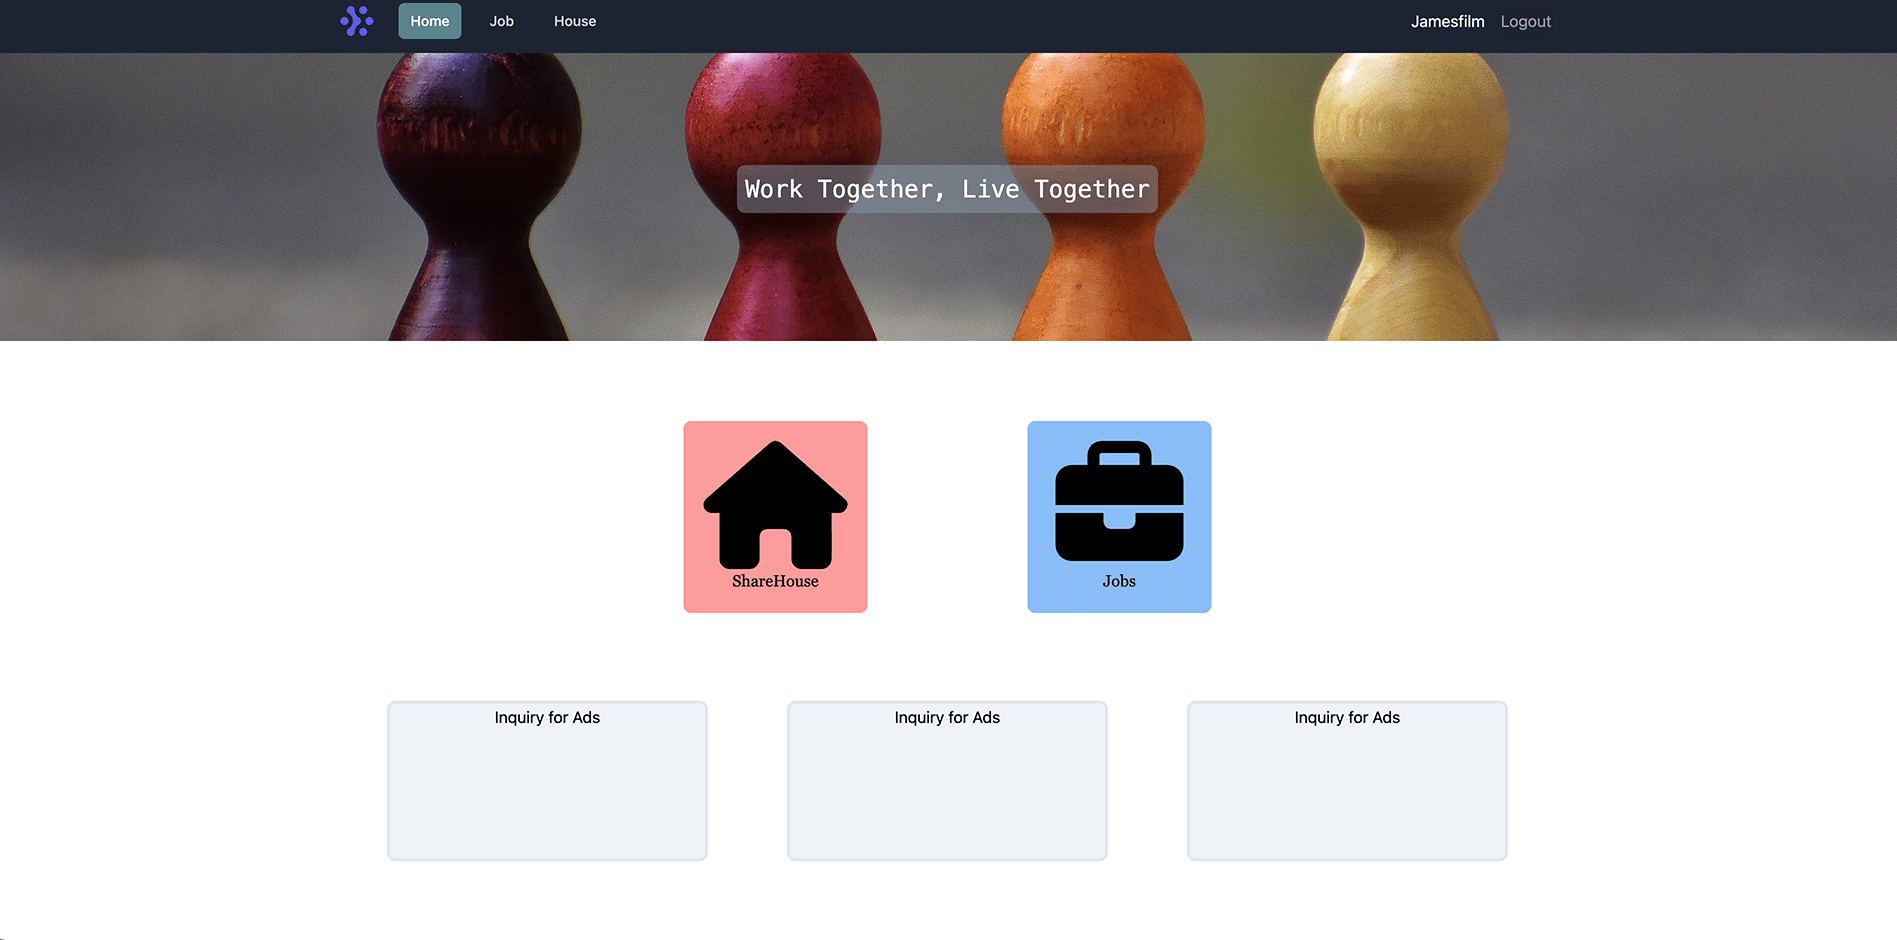 Home Job House Jamesfilm Logout
Work Together, Live Together
ShareHouse
Jobs
Inquiry for Ads
Inquiry for Ads
Inquiry for Ads